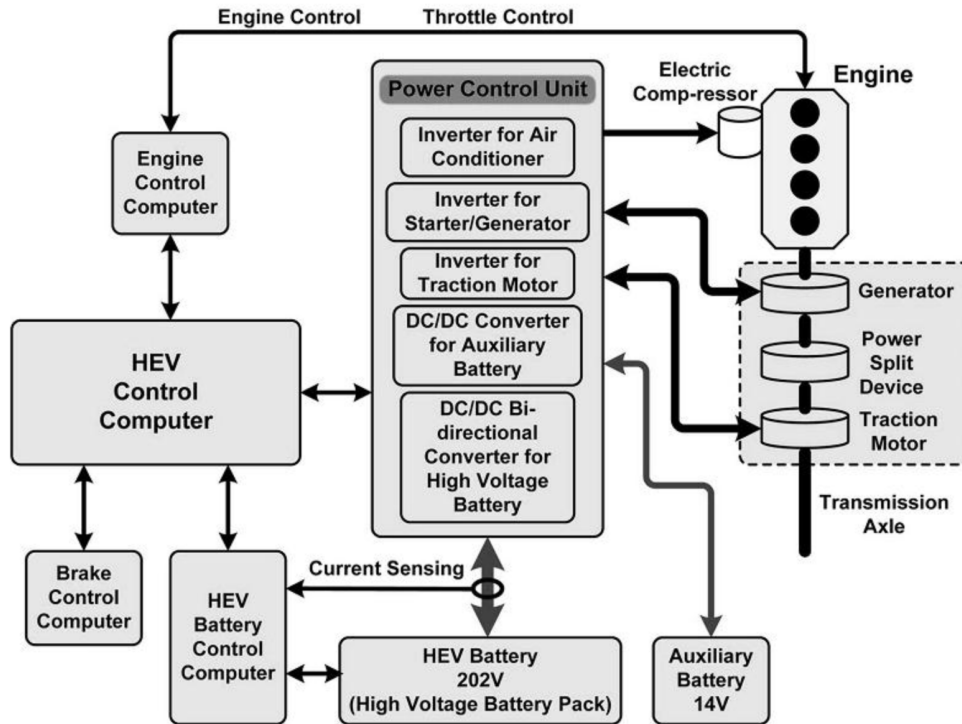 Engine Control
Throttle Control
Power Control Unit
Electric
Comp-ressor
Engine
Inverter for Air
Conditioner
Engine
Control
Computer
Inverter for
Starter/Generator
Inverter for
Traction Motor
Generator
DC/DC Converter
for Auxiliary
Battery
Power
Split
Device
HEV
Control
Computer
DC/DC Bi-
directional
Converter for
High Voltage
Battery
Traction
Motor
Transmission
Axle
Current Sensing
Brake
Control
Computer
HEV
Battery
Control
Computer
HEV Battery
202V
(High Voltage Battery Pack)
Auxiliary
Battery
14V